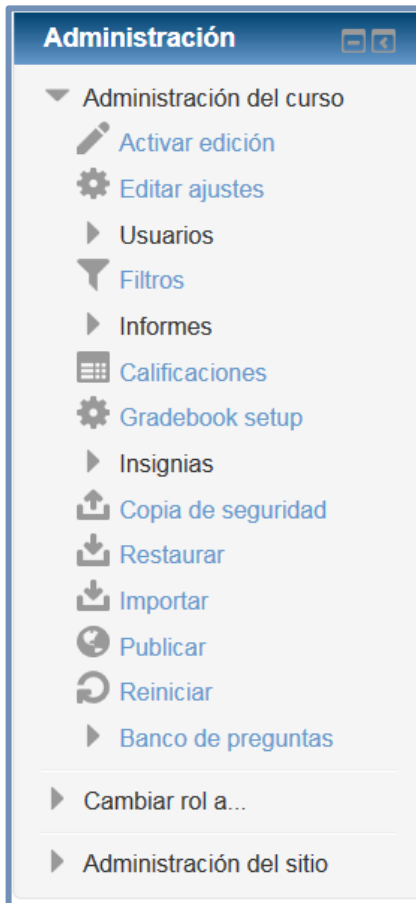 Administración
Administración del curso
Activar edición
Editar ajustes
Usuarios
Filtros
Informes
Calificaciones
Gradebook setup
Insignias
Copia de seguridad
Restaurar
Importar
Publicar
Reiniciar
Banco de preguntas
Cambiar rol a...
Administración del sitio